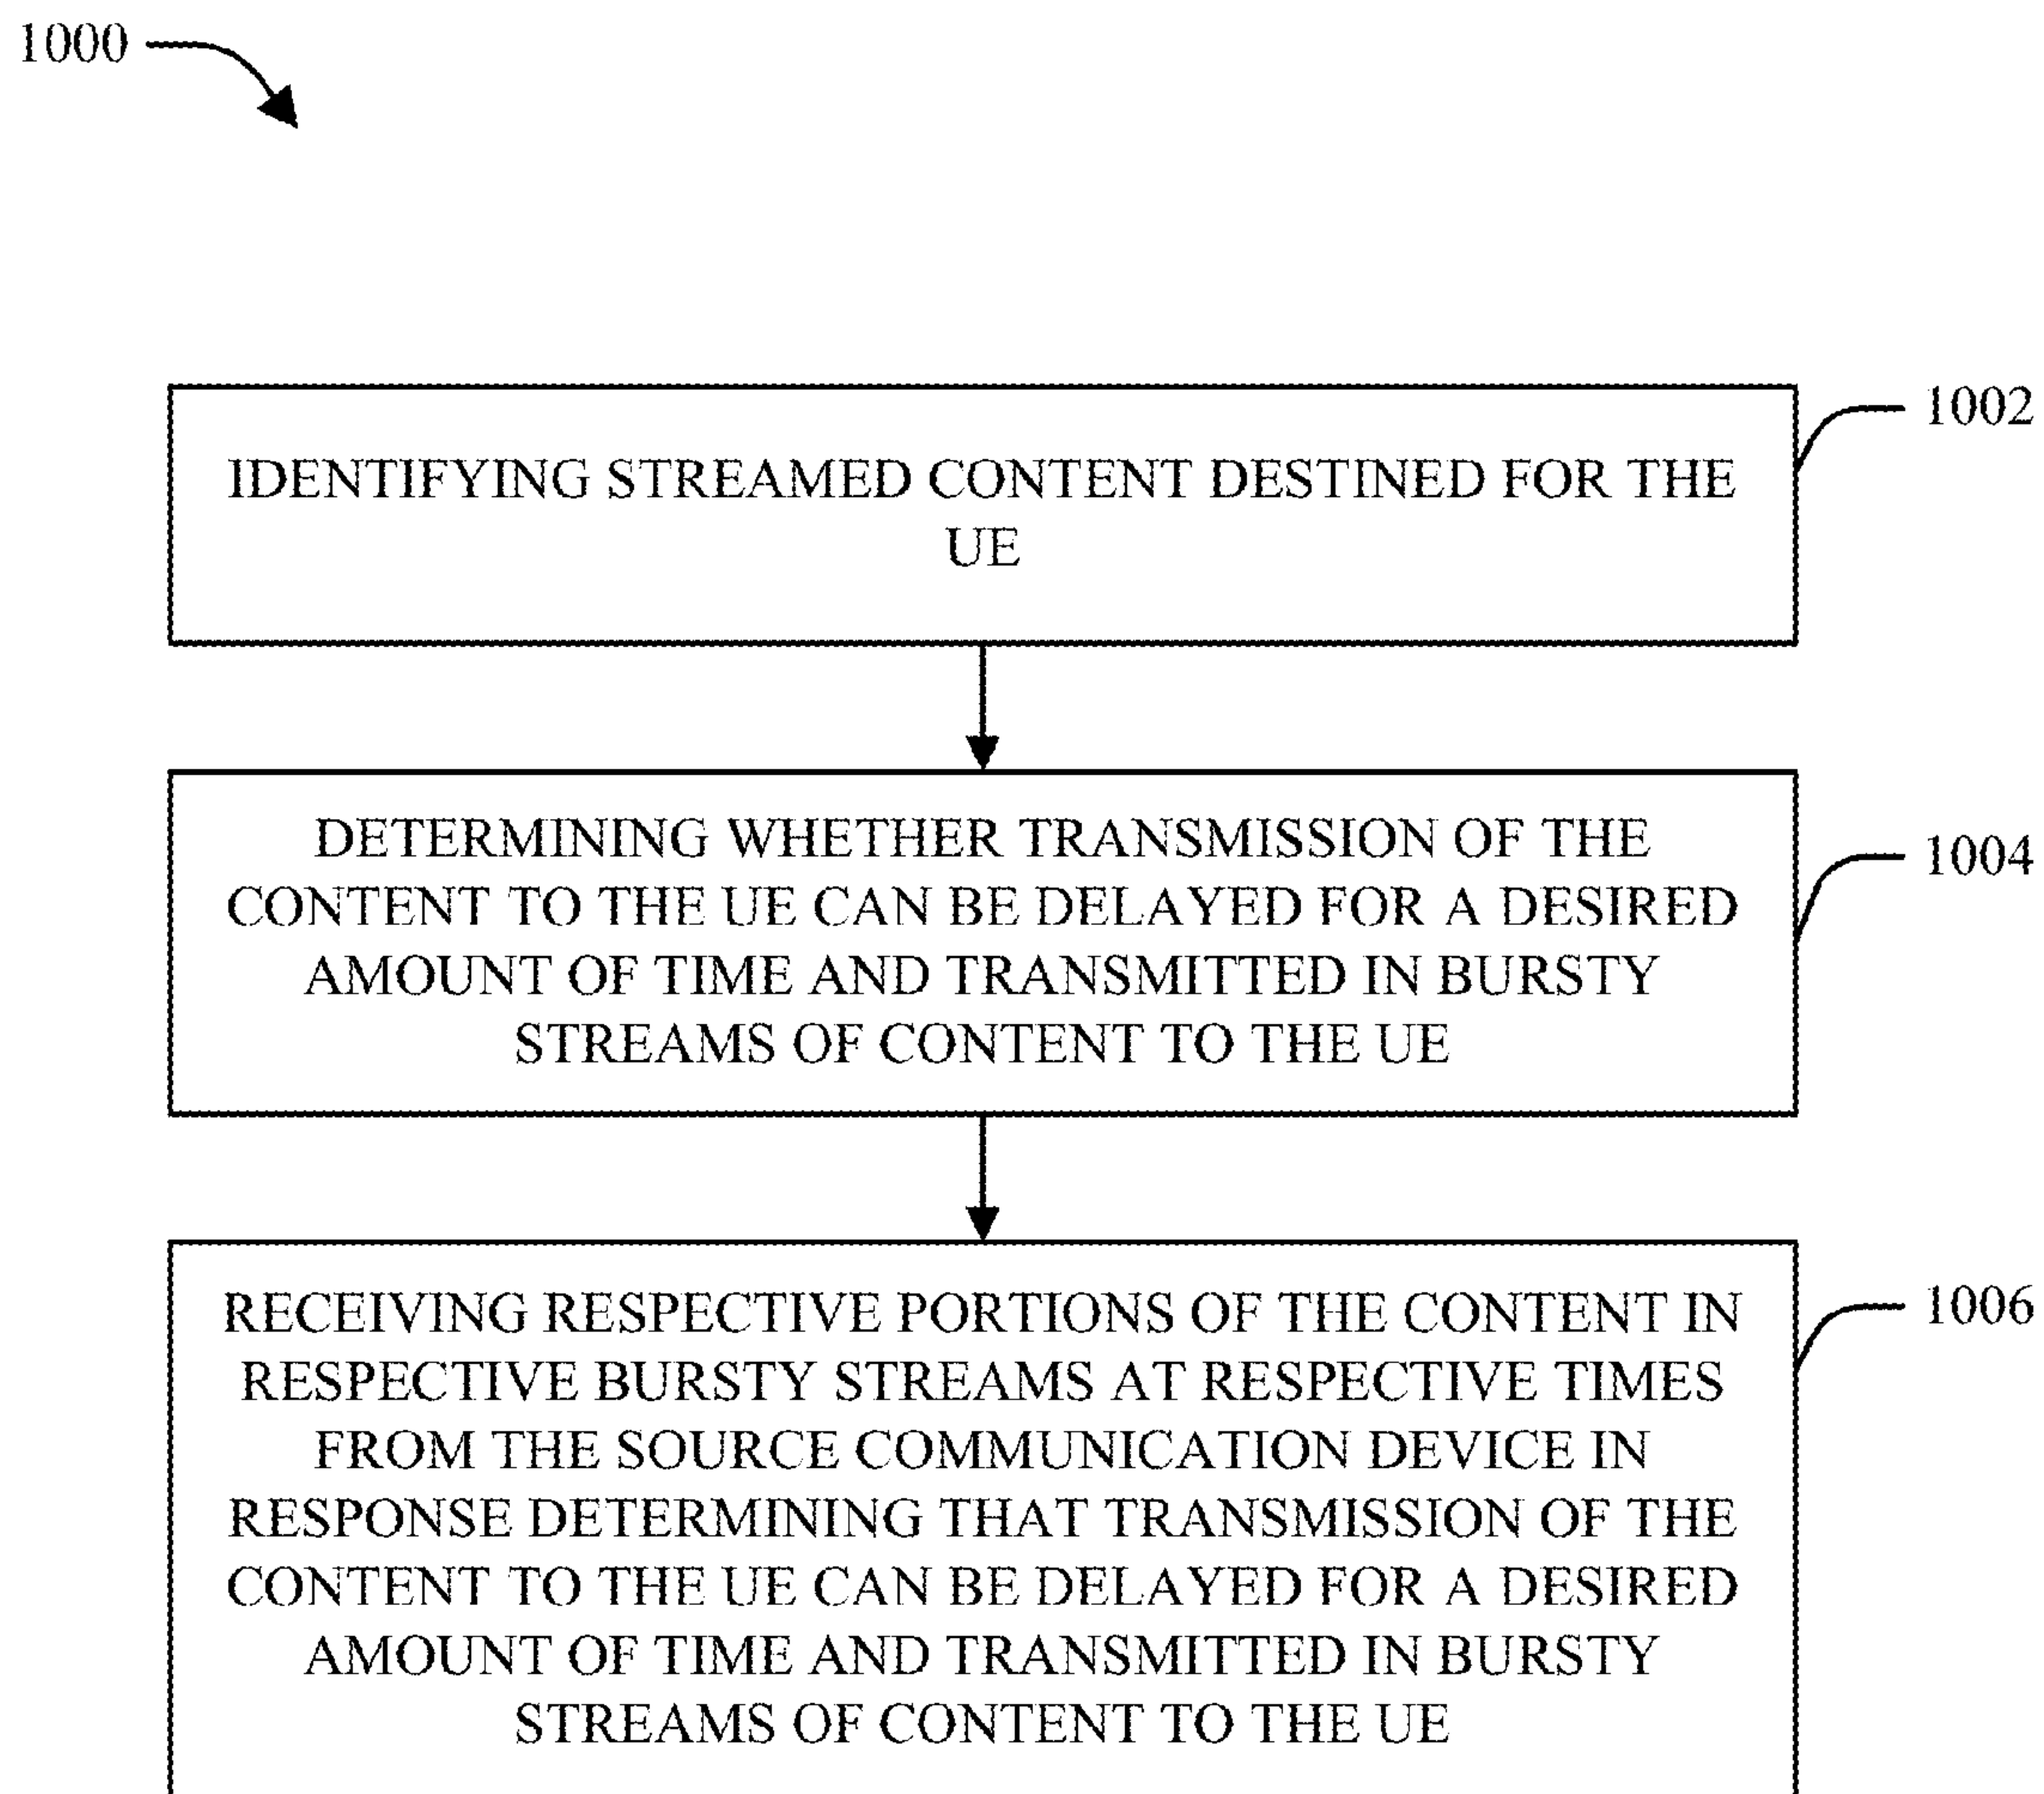 1000
1002
IDENTIFYING STREAMED CONTENT DESTINED FOR THE
UE
1004
DETERMINING WHETHER TRANSMISSION OF THE
CONTENT TO THE UE CAN BE DELAYED FOR A DESIRED
AMOUNT OF TIME AND TRANSMITTED IN BURSTY
STREAMS OF CONTENT TO THE UE
1006
RECEIVING RESPECTIVE PORTIONS OF THE CONTENT IN
RESPECTIVE BURSTY STREAMS AT RESPECTIVE TIMES
FROM THE SOURCE COMMUNICATION DEVICE IN
RESPONSE DETERMINING THAT TRANSMISSION OF THE
CONTENT TO THE UE CAN BE DELAYED FOR A DESIRED
AMOUNT OF TIME AND TRANSMITTED IN BURSTY
STREAMS OF CONTENT TO THE UE